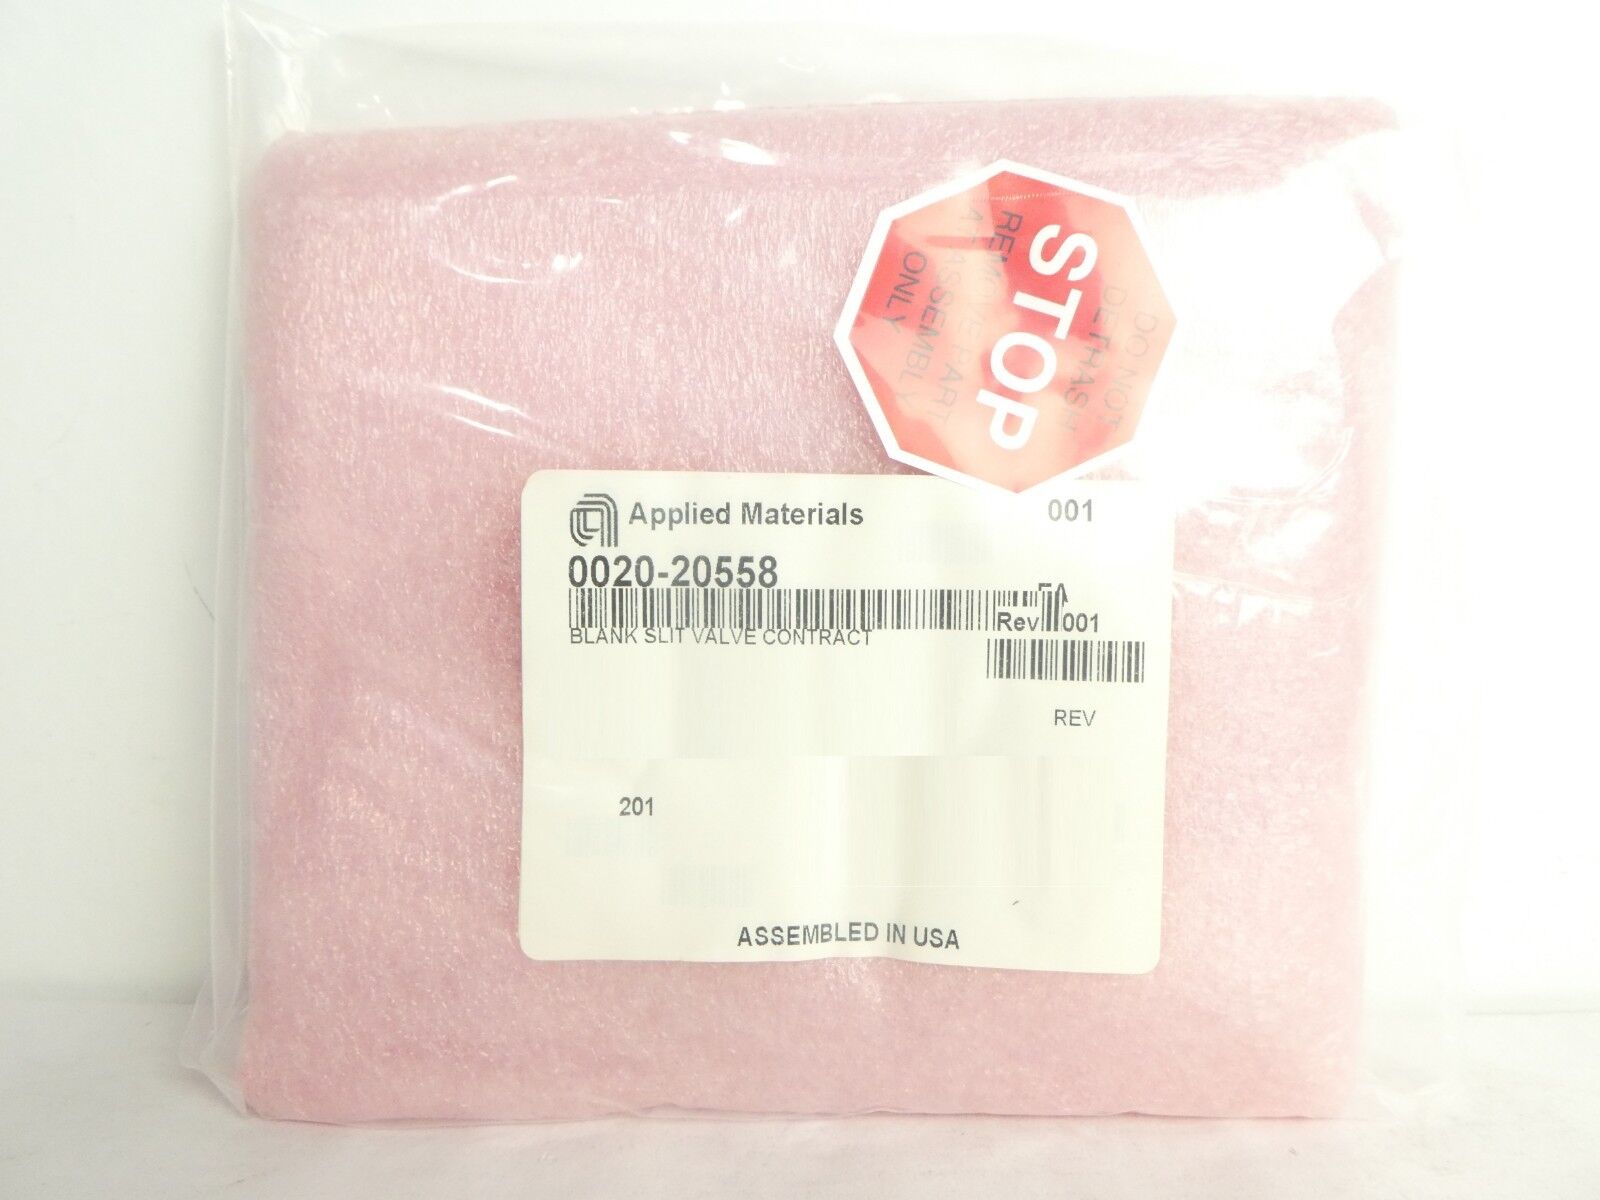 STOP
"DO NOT
DETRASH
REMOVE PART
AT ASSEMBLY
ONLY
Applied Materials
001
0020-20558
EA
Rev 001
BLANK SLIT VALVE CONTRACT
REV
201
ASSEMBLED IN USA